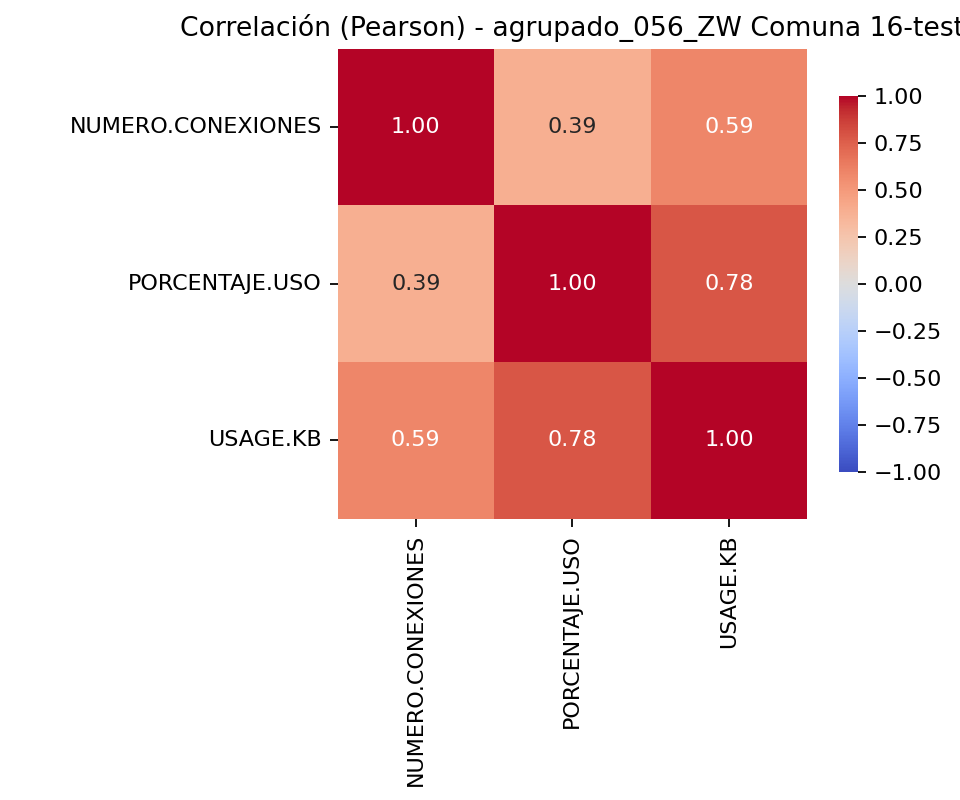 Correlación (Pearson) - agrupado_056_ZW Comuna 16-test
NUMERO.CONEXIONES
1.00
0.39
0.59
PORCENTAJE.USO
0.39
1.00
0.78
USAGE.KB
0.59
0.78
1.00
NUMERO.CONEXIONES
PORCENTAJE.USO
USAGE.KB
1.00
0.75
0.50
0.25
0.00
−0.25
−0.50
−0.75
−1.00